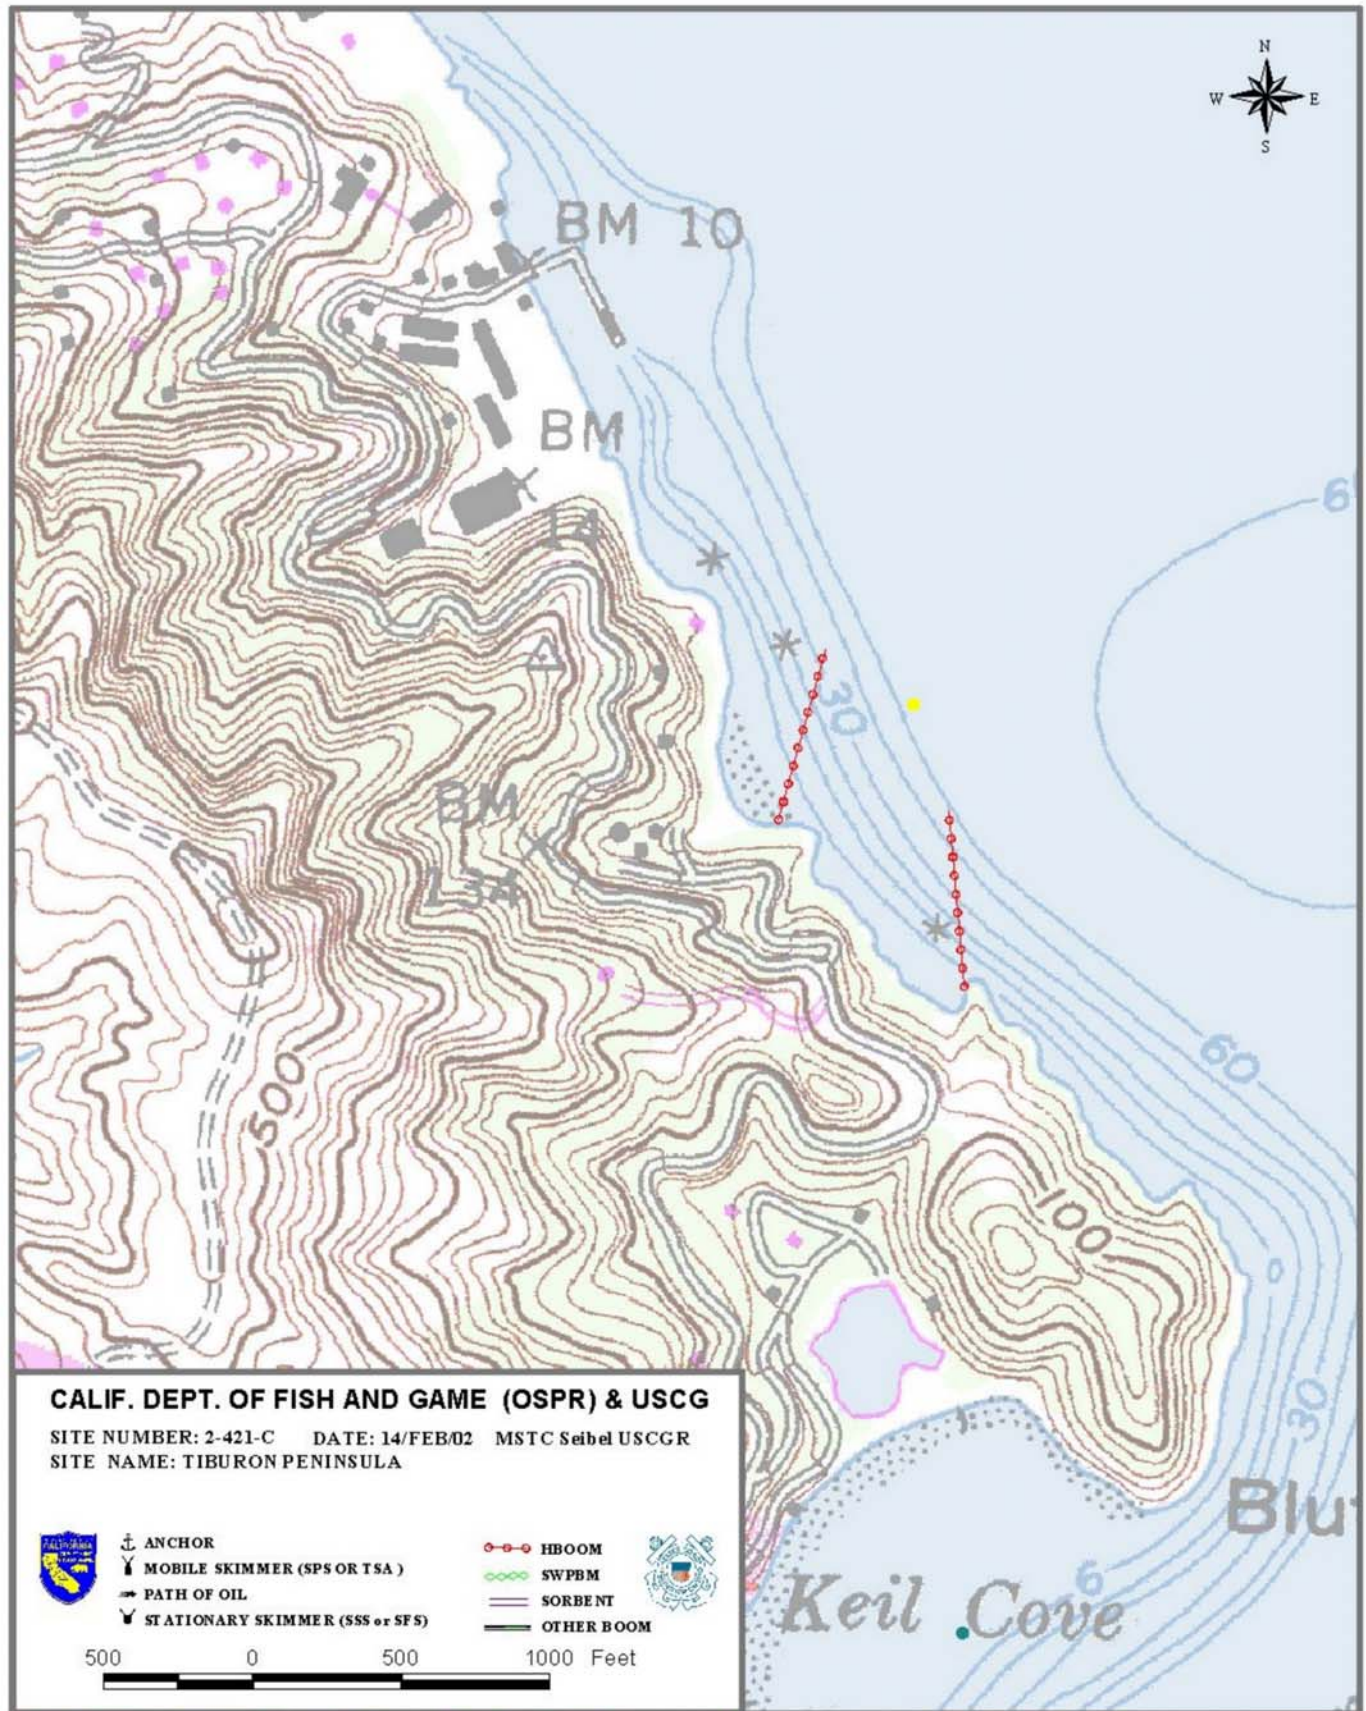 N
W E
S
BM 10
BM
14
6
30
BM
134
500
60
100
0
30
Blu
6
Keil Cove
CALIF. DEPT. OF FISH AND GAME (OSPR) & USCG
SITE NUMBER: 2-421-C DATE: 14/FEB/02 MSTC Seibel USCGR
SITE NAME: TIBURON PENINSULA
ANCHOR
MOBILE SKIMMER (SPS OR TSA )
PATH OF OIL
STATIONARY SKIMMER (SSS or SFS)
HBOOM
SWPBM
SORBENT
OTHER BOOM
500 0 500 1000 Feet